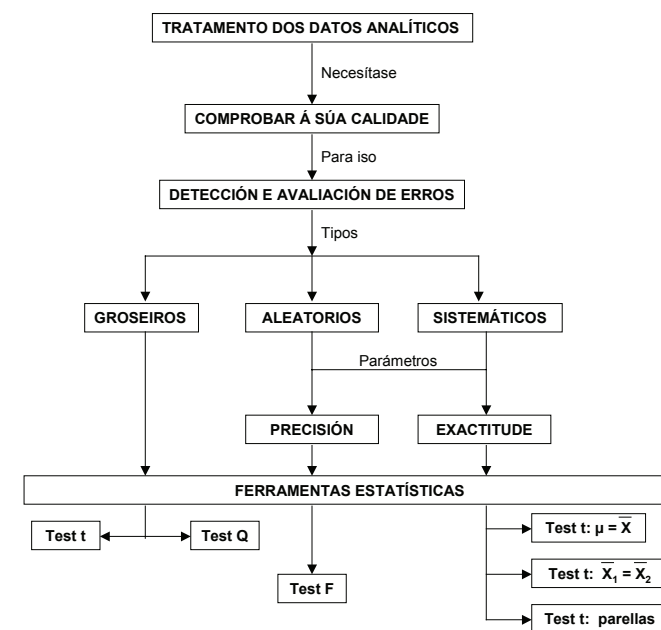 TRATAMENTO DOS DATOS ANALÍTICOS
Necesítase
COMPROBAR Á SÚA CALIDADE
Para iso
DETECCIÓN E AVALIACIÓN DE ERROS
Tipos
GROSEIROS
ALEATORIOS
SISTEMÁTICOS
Parámetros
PRECISIÓN
EXACTITUDE
FERRAMENTAS ESTATÍSTICAS
Test t
Test Q
Test F
Test t: μ = X̅
Test t: X̅₁ = X̅₂
Test t: parellas